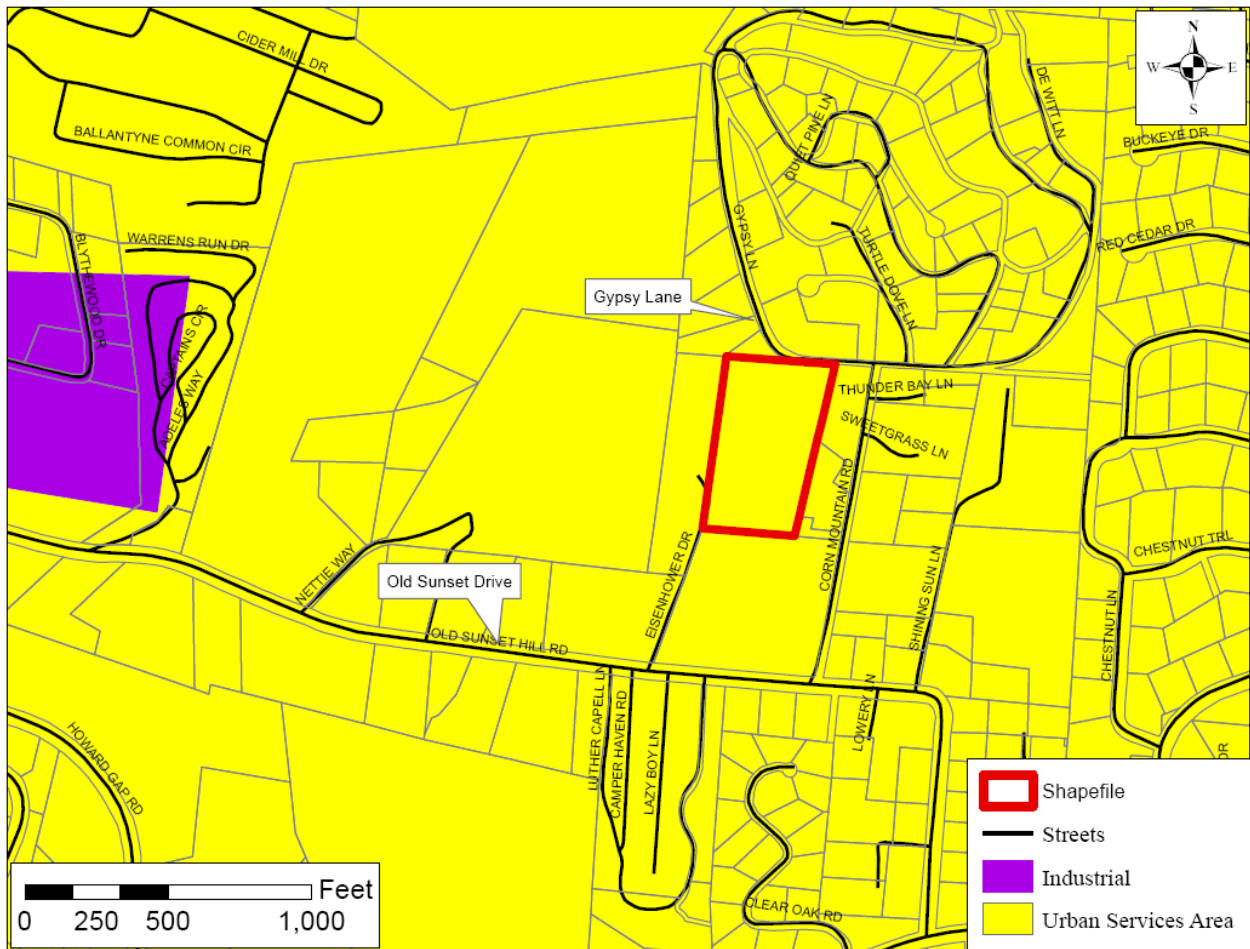 CIDER MILL DR
BALLANTYNE COMMON CIR
WARRENS RUN DR
BLYTHEWOOD DR
CAPTAINS CIR
ADELES WAY
N
W
E
S
DE WITT LN
BUCKEYE DR
QUIET PINE LN
GYPSY LN
TURTLE DOVE LN
RED CEDAR DR
Gypsy Lane
THUNDER BAY LN
SWEETGRASS LN
CORN MOUNTAIN RD
SHINING SUN LN
CHESTNUT TRL
CHESTNUT LN
EISENHOWER DR
NETTIE WAY
Old Sunset Drive
OLD SUNSET HILL RD
LUTHER CAPELL LN
CAMPER HAVEN RD
LAZY BOY LN
LOWERY LN
HOWARD GAP RD
CLEAR OAK RD
DR
Shapefile
Streets
Industrial
Urban Services Area
Feet
0 250 500 1,000